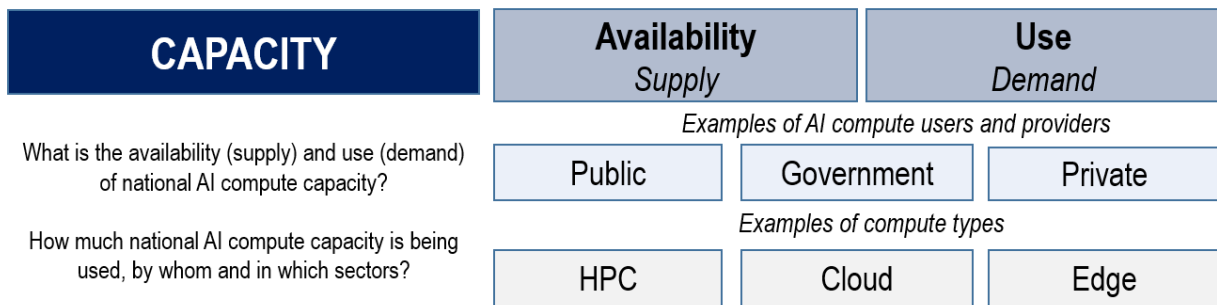 CAPACITY
What is the availability (supply) and use (demand)
of national AI compute capacity?
How much national AI compute capacity is being
used, by whom and in which sectors?
Availability
Supply
Use
Demand
Examples of AI compute users and providers
Public
Government
Private
Examples of compute types
HPC
Cloud
Edge